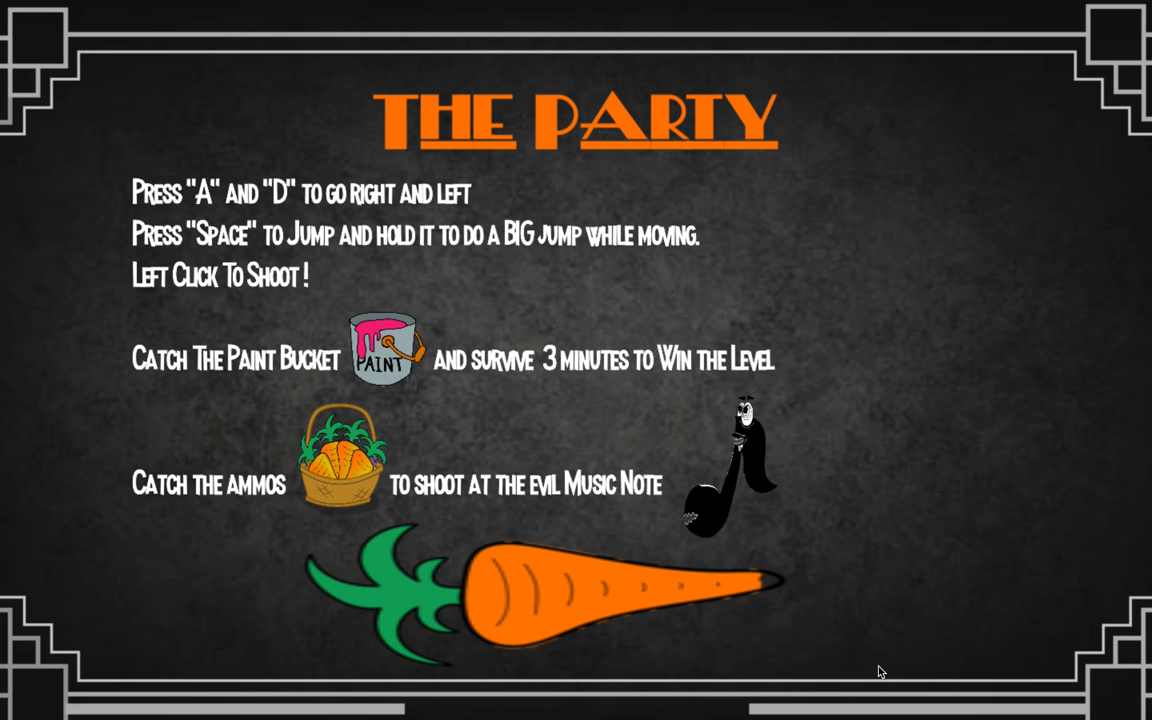 THE PARTY
PRESS "A" AND "D" TO GO RIGHT AND LEFT
PRESS "SPACE" TO JUMP AND HOLD IT TO DO A BIG JUMP WHILE MOVING.
LEFT CLICK TO SHOOT !
CATCH THE PAINT BUCKET PAINT AND SURVIVE 3 MINUTES TO WIN THE LEVEL
CATCH THE AMMOS TO SHOOT AT THE EVIL MUSIC NOTE